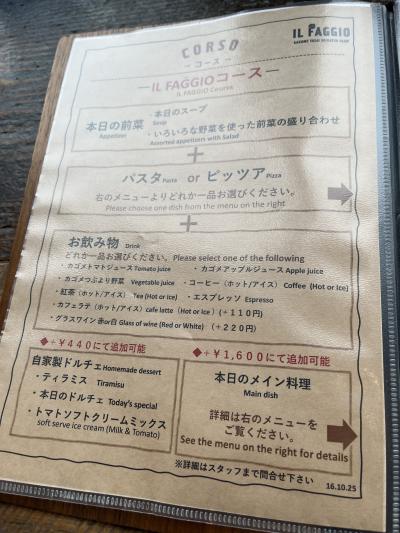 CORSO
- コース -
IL FAGGIO
—IL FAGGIOコース—
IL FAGGIO Course
本日の前菜
Appetizer
・本日のスープ
Soup
・いろいろな野菜を使った前菜の盛り合わせ
Assorted appetizers with Salad
+
パスタ Pasta or ピッツア Pizza
右のメニューよりどれか一品お選びください。
Please choose one dish from the menu on the right
+
お飲み物 Drink
どれか一品お選びください。Please select one of the following
・カゴメトマトジュース Tomato juice ・カゴメアップルジュース Apple juice
・カゴメつぶより野菜 Vegetable juice ・コーヒー（ホット/アイス） Coffee (Hot or Ice)
・紅茶（ホット/アイス） Tea (Hot or Ice) ・エスプレッソ Espresso
・カフェラテ（ホット/アイス）cafe latte (Hot or Ice) (＋１１０円)
・グラスワイン 赤or白 Glass of wine (Red or White) (＋２２０円)
◆+￥440にて追加可能
自家製ドルチェ Homemade dessert
・ティラミス Tiramisu
・本日のドルチェ Today's special
・トマトソフトクリームミックス
soft serve ice cream (Milk & Tomato)
◆+￥1,600にて追加可能
本日のメイン料理
Main dish
詳細は右のメニューを
ご覧ください。
See the menu on the right for details
※詳細はスタッフまで問合せ下さい
16.10.25